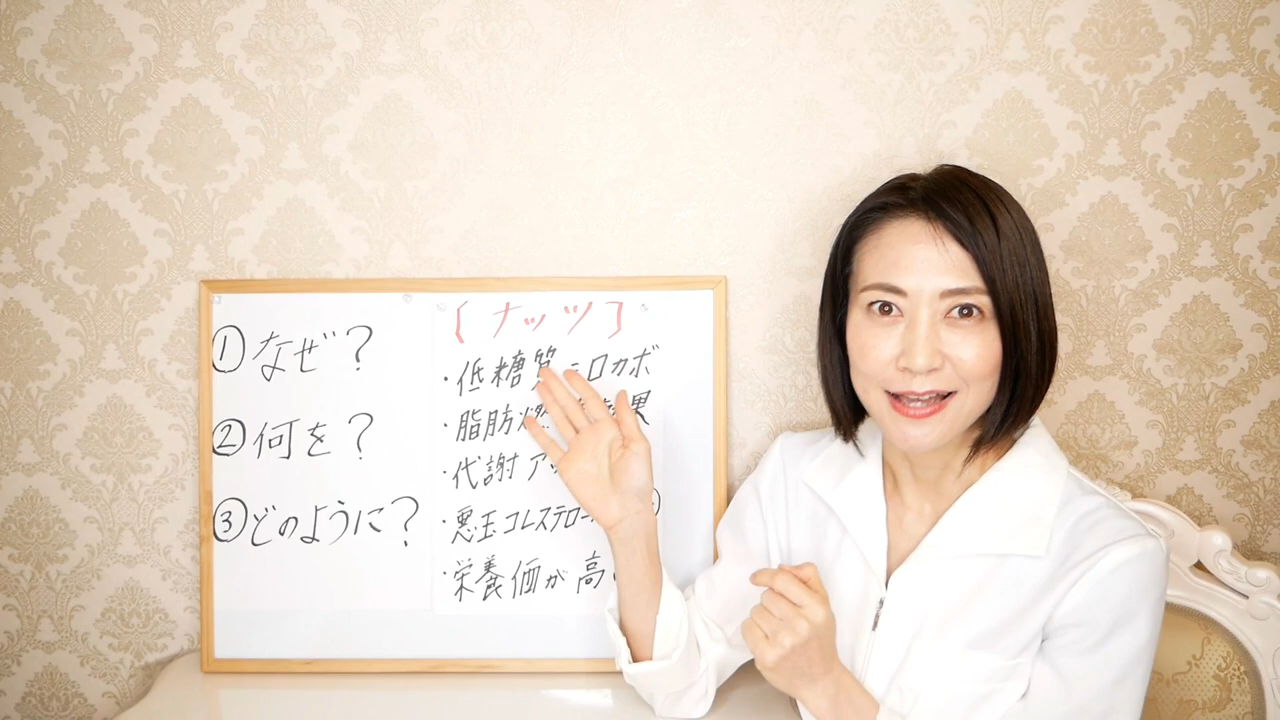 ①なぜ?
②何を?
③どのように?
[ナッツ]
・低糖質 ロカボ
・脂肪燃 果
・代謝ア
・悪玉コレステロー
・栄養価が高